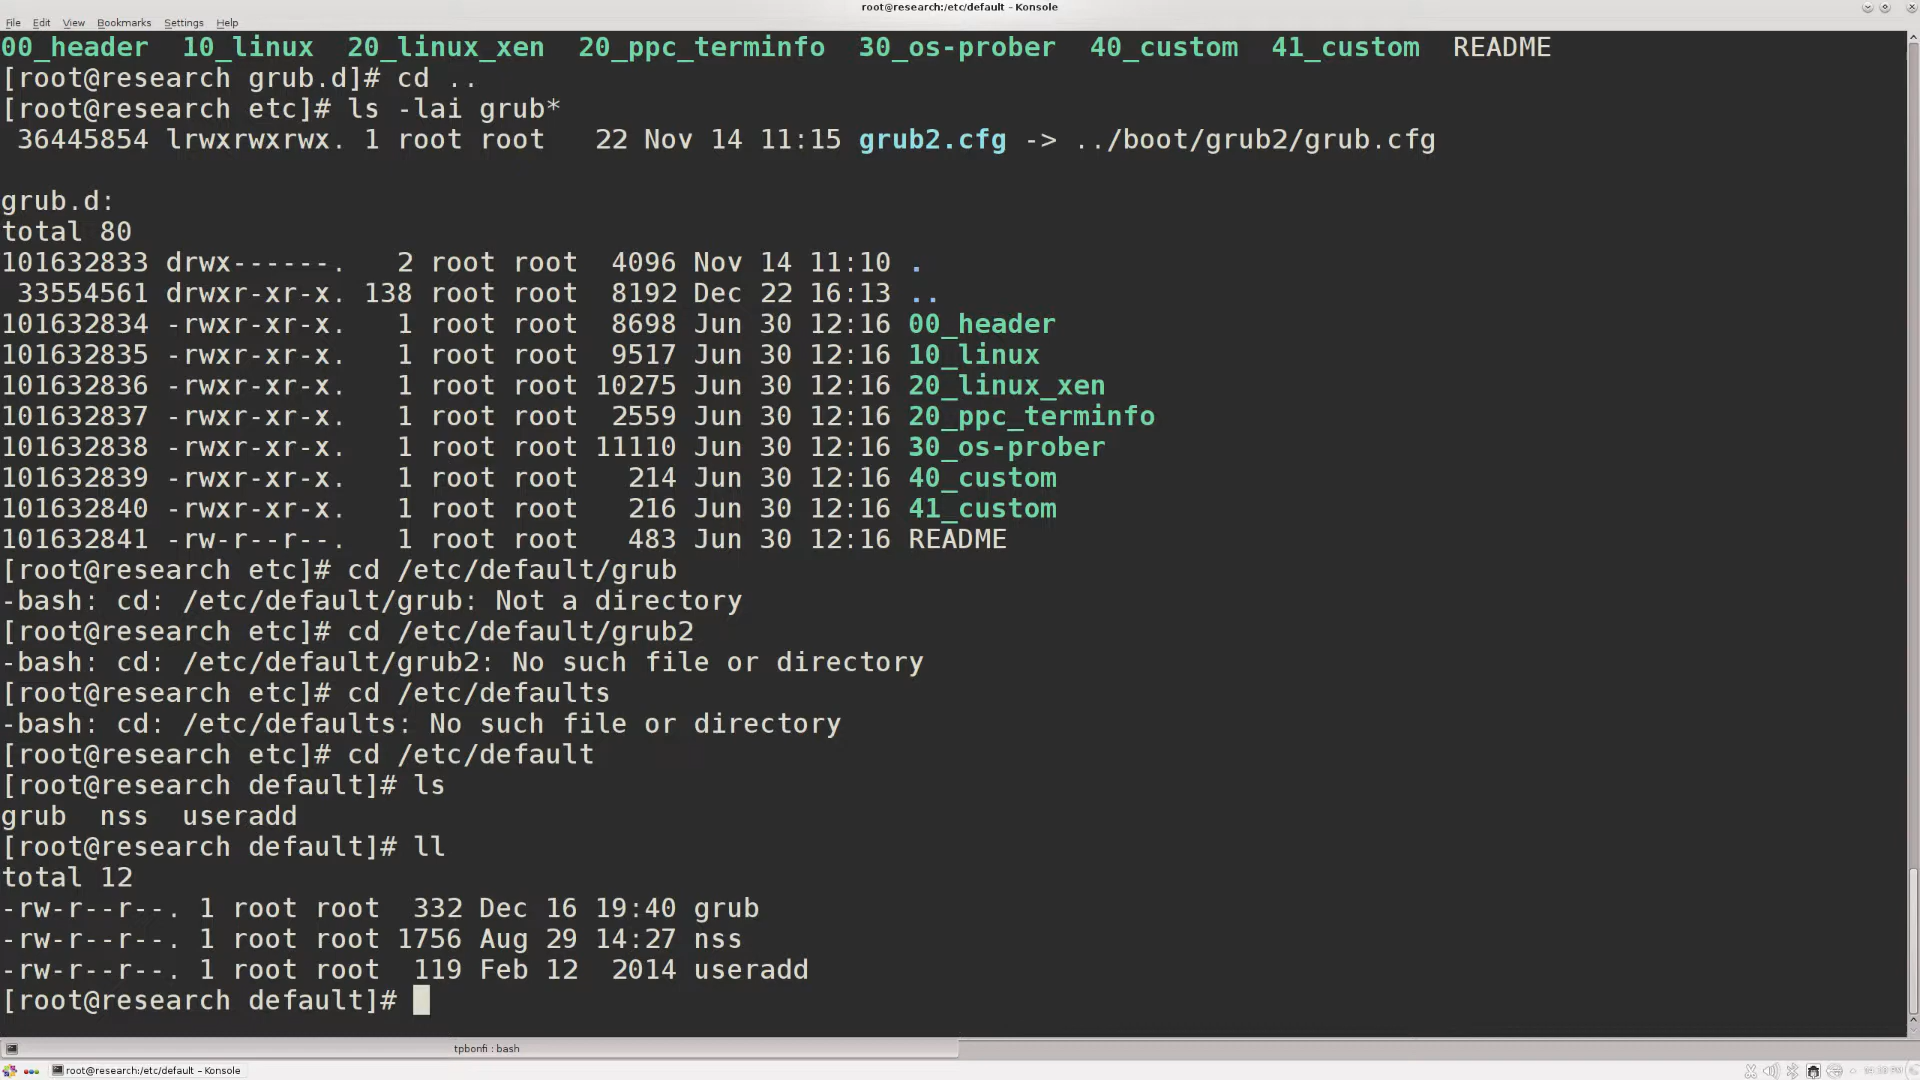 root@research:/etc/default - Konsole
File Edit View Bookmarks Settings Help
00_header  10_linux  20_linux_xen  20_ppc_terminfo  30_os-prober  40_custom  41_custom  README
[root@research grub.d]# cd ..
[root@research etc]# ls -lai grub*
 36445854 lrwxrwxrwx. 1 root root   22 Nov 14 11:15 grub2.cfg -> ../boot/grub2/grub.cfg
grub.d:
total 80
101632833 drwx------.   2 root root  4096 Nov 14 11:10 .
 33554561 drwxr-xr-x. 138 root root  8192 Dec 22 16:13 ..
101632834 -rwxr-xr-x.   1 root root  8698 Jun 30 12:16 00_header
101632835 -rwxr-xr-x.   1 root root  9517 Jun 30 12:16 10_linux
101632836 -rwxr-xr-x.   1 root root 10275 Jun 30 12:16 20_linux_xen
101632837 -rwxr-xr-x.   1 root root  2559 Jun 30 12:16 20_ppc_terminfo
101632838 -rwxr-xr-x.   1 root root 11110 Jun 30 12:16 30_os-prober
101632839 -rwxr-xr-x.   1 root root   214 Jun 30 12:16 40_custom
101632840 -rwxr-xr-x.   1 root root   216 Jun 30 12:16 41_custom
101632841 -rw-r--r--.   1 root root   483 Jun 30 12:16 README
[root@research etc]# cd /etc/default/grub
-bash: cd: /etc/default/grub: Not a directory
[root@research etc]# cd /etc/default/grub2
-bash: cd: /etc/default/grub2: No such file or directory
[root@research etc]# cd /etc/defaults
-bash: cd: /etc/defaults: No such file or directory
[root@research etc]# cd /etc/default
[root@research default]# ls
grub  nss  useradd
[root@research default]# ll
total 12
-rw-r--r--. 1 root root  332 Dec 16 19:40 grub
-rw-r--r--. 1 root root 1756 Aug 29 14:27 nss
-rw-r--r--. 1 root root  119 Feb 12  2014 useradd
[root@research default]#
tpbonfi : bash
root@research:/etc/default - Konsole